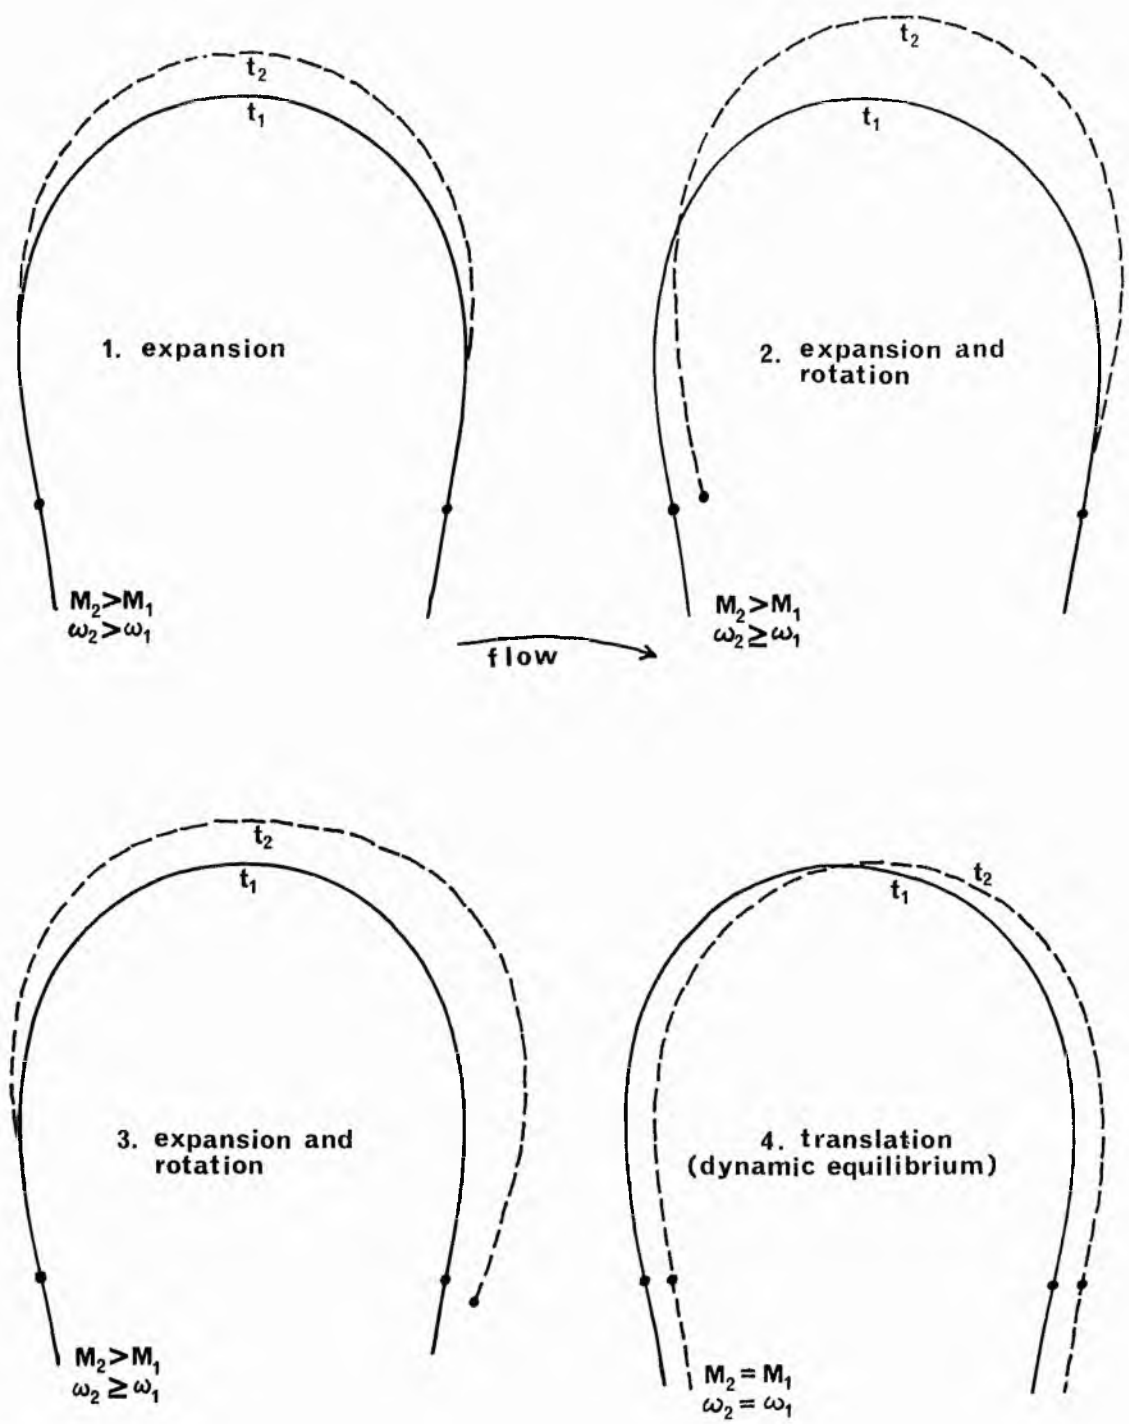 t₂
t₁
1. expansion
M₂>M₁
ω₂>ω₁
t₂
t₁
2. expansion and
rotation
M₂>M₁
ω₂≥ω₁
flow
t₂
t₁
3. expansion and
rotation
M₂>M₁
ω₂≥ω₁
t₂
t₁
4. translation
(dynamic equilibrium)
M₂=M₁
ω₂=ω₁